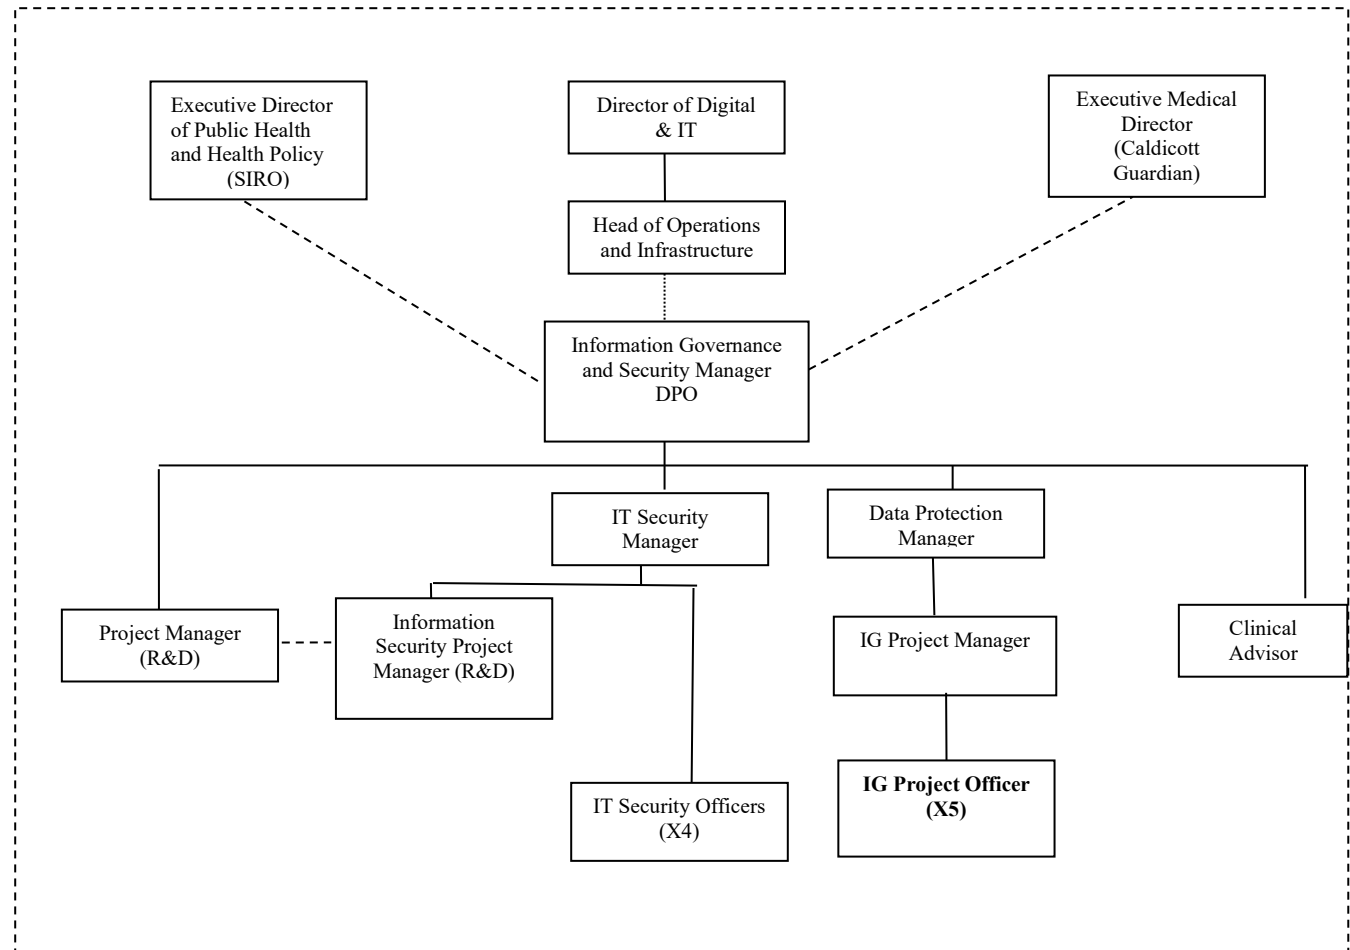 Executive Director
of Public Health
and Health Policy
(SIRO)
Director of Digital
& IT
Executive Medical
Director
(Caldicott
Guardian)
Head of Operations
and Infrastructure
Information Governance
and Security Manager
DPO
IT Security
Manager
Data Protection
Manager
Project Manager
(R&D)
Information
Security Project
Manager (R&D)
IG Project Manager
Clinical
Advisor
IT Security Officers
(X4)
IG Project Officer
(X5)